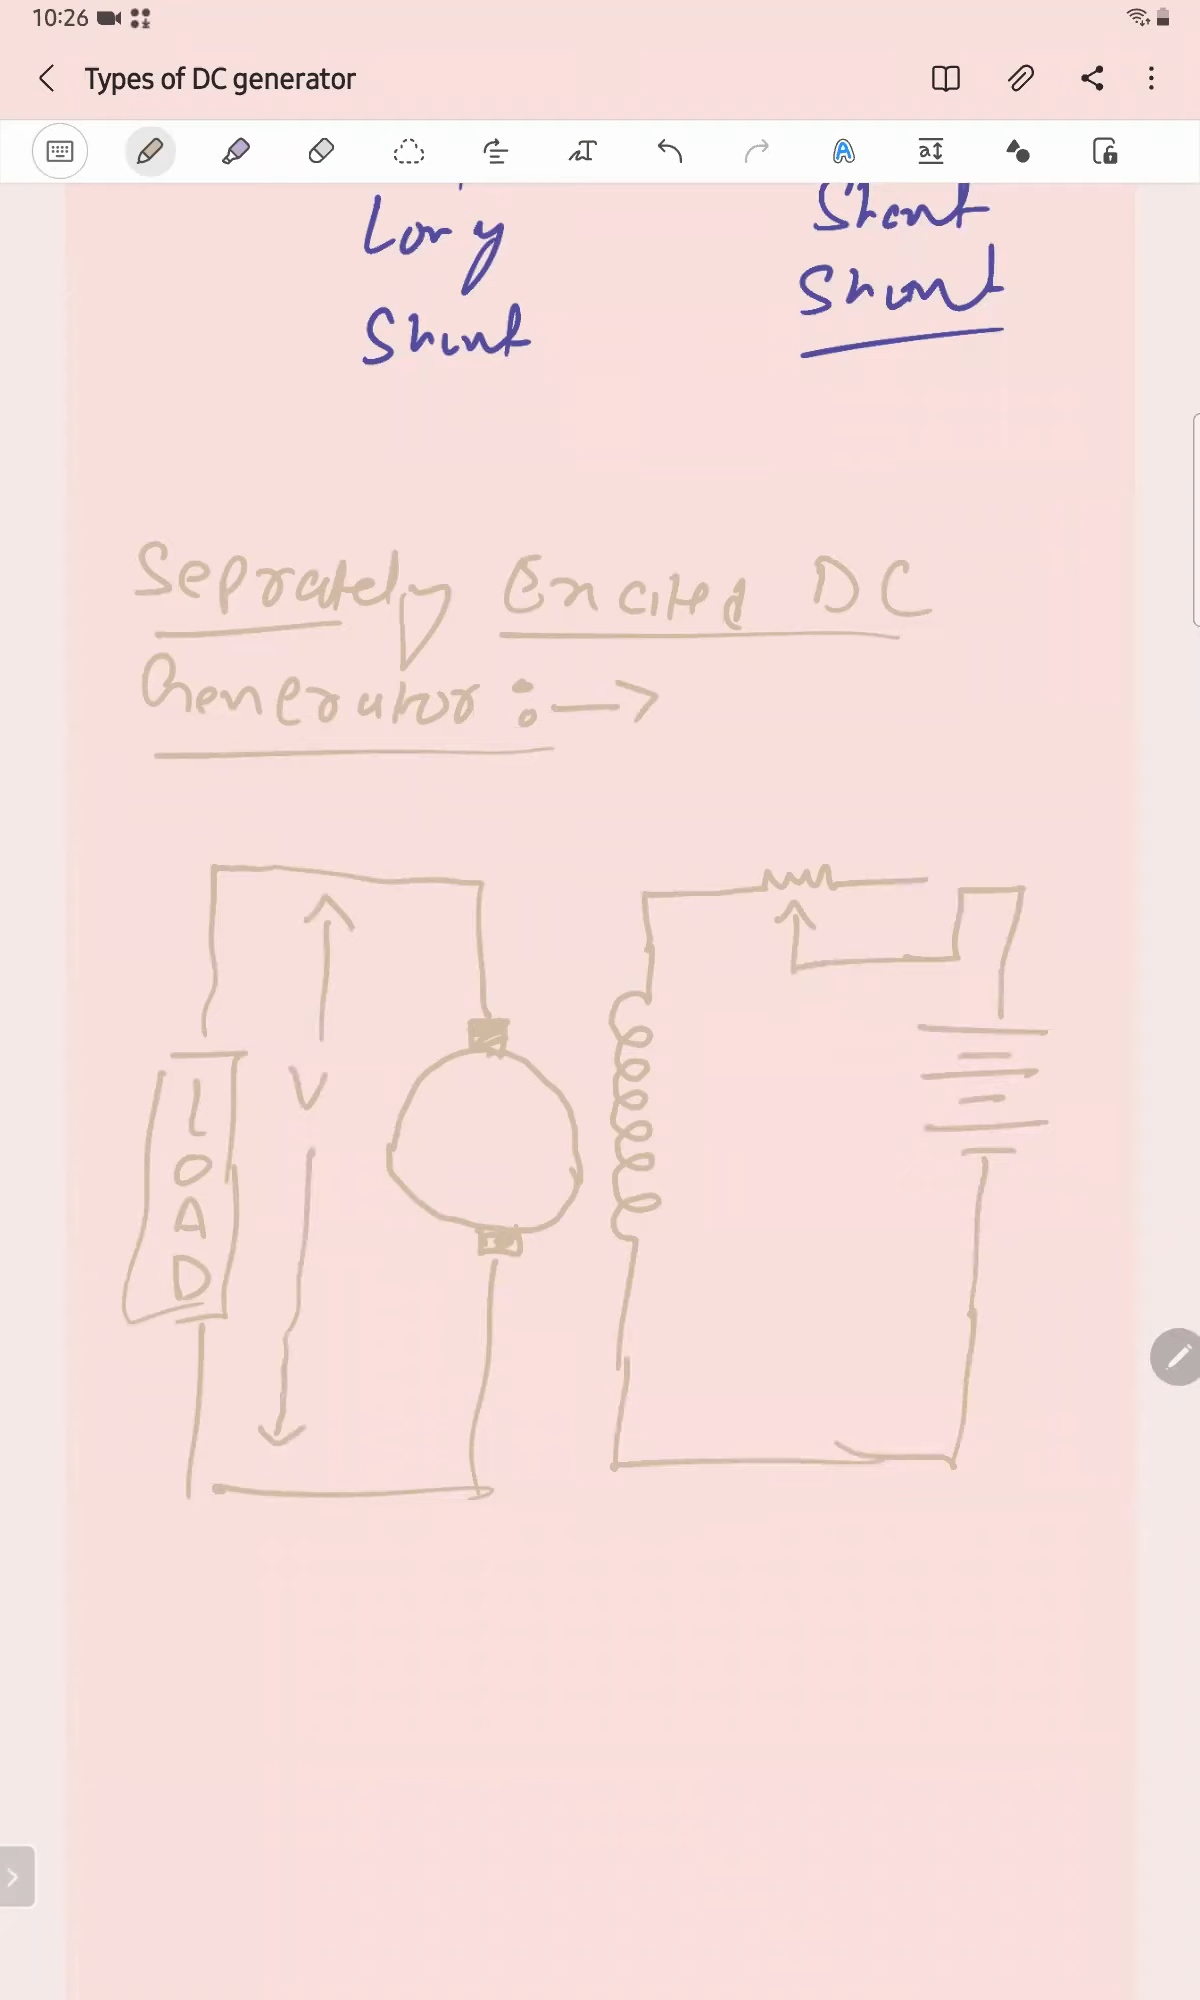 10:26
Types of DC generator
Long
Shunt
Short
Shunt
Seprately Excited DC
Generator :→
V
LOAD